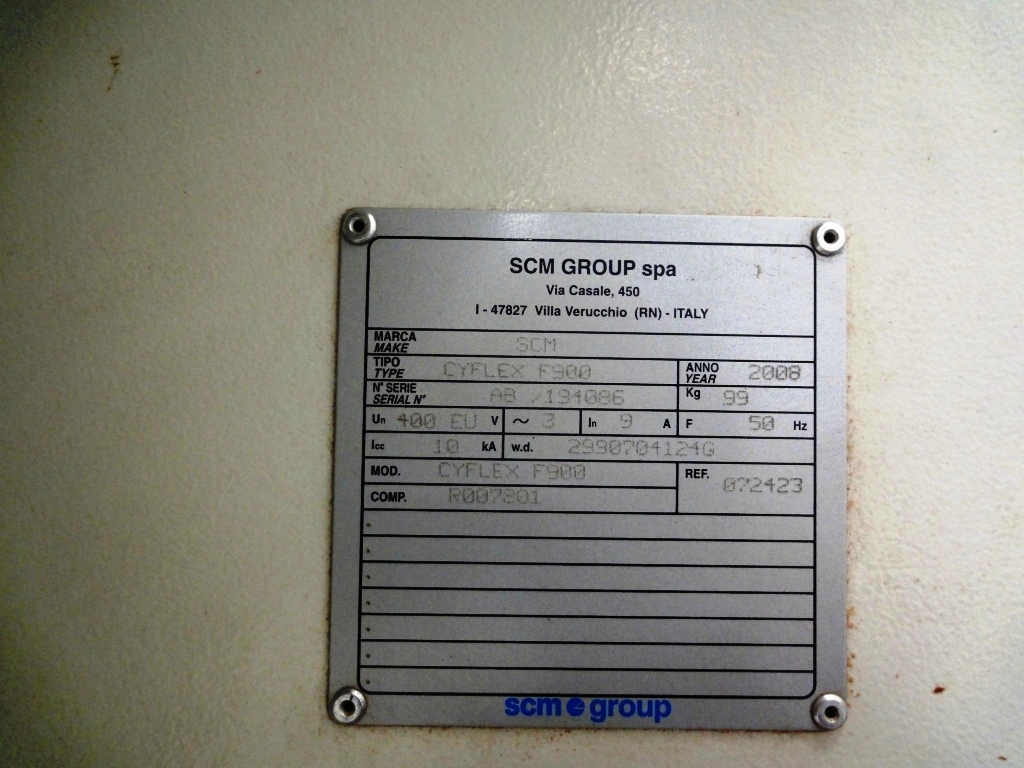 SCM GROUP spa
Via Casale, 450
I - 47827 Villa Verucchio (RN) - ITALY
MARCA
MAKE
SCM
TIPO
TYPE
CYFLEX F900
ANNO
YEAR
2008
N° SERIE
SERIAL N°
AB /194086
Kg 99
Un 400 EU V ~ 3 In 9 A F 50 Hz
Icc 10 kA w.d. 2990704124G
MOD. CYFLEX F900
REF. 072423
COMP. R007801
scm group